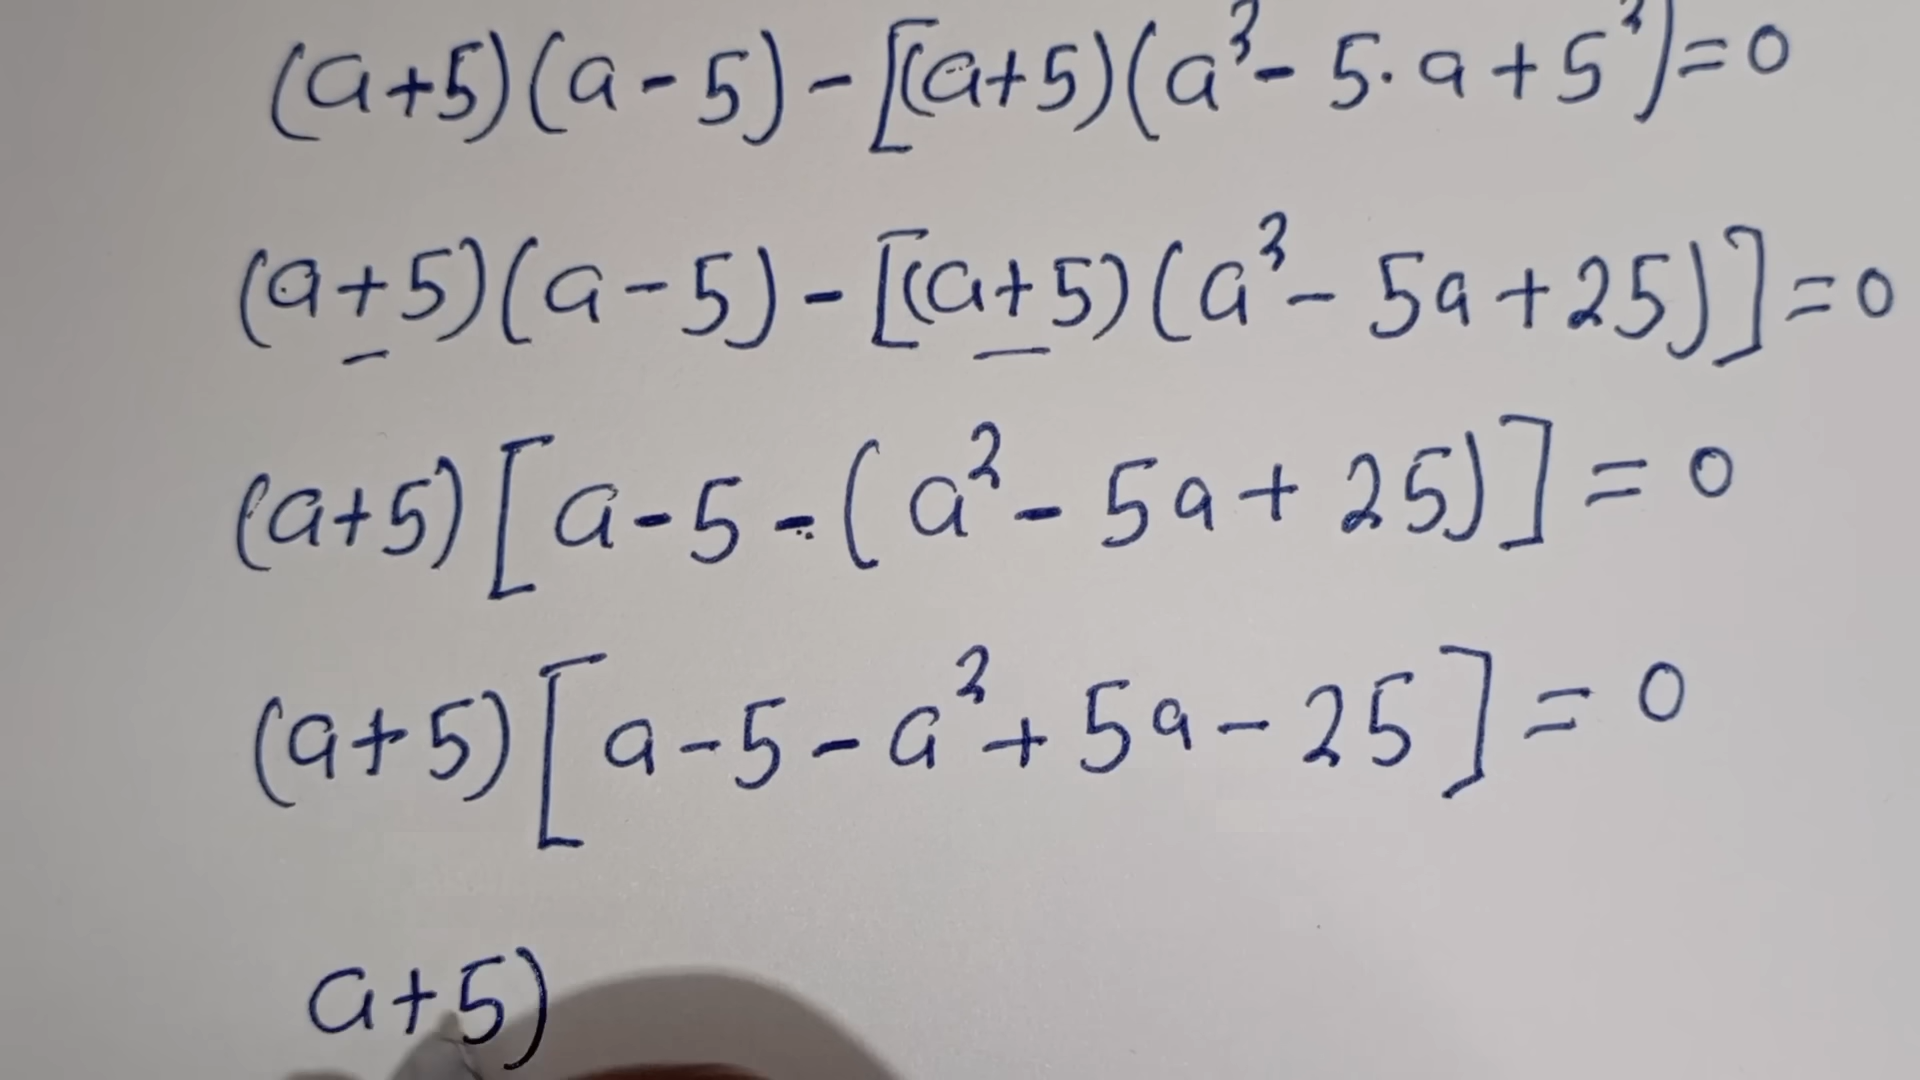 (a+5)(a-5)-[(a+5)(a³-5·a+5²)=0
(a+5)(a-5)-[(a+5)(a³-5a+25)]=0
(a+5)[a-5-(a²-5a+25)]=0
(a+5)[a-5-a²+5a-25]=0
a+5)